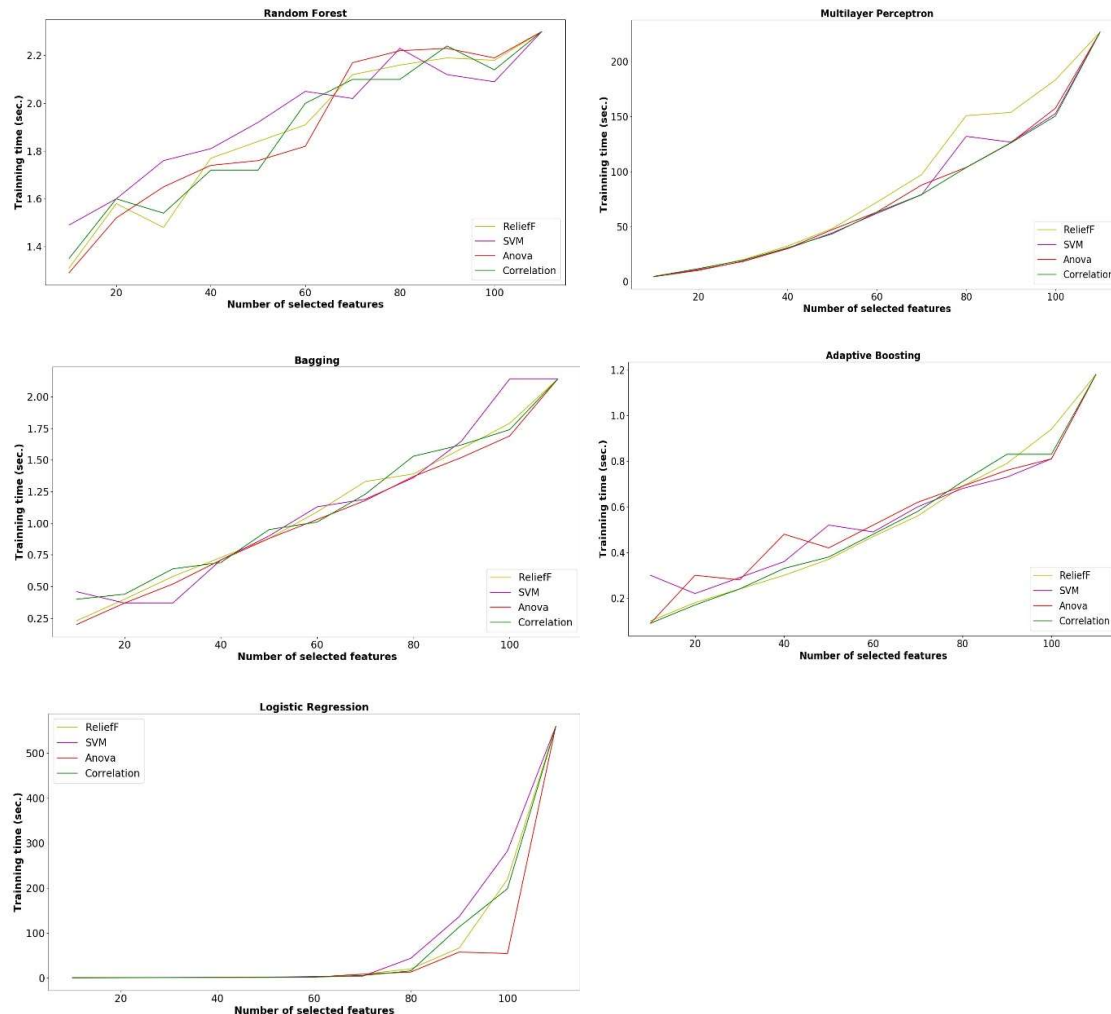 Random Forest
Trainning time (sec.)
2.2
2.0
1.8
1.6
1.4
20 40 60 80 100
Number of selected features
ReliefF
SVM
Anova
Correlation
Multilayer Perceptron
Trainning time (sec.)
200
150
100
50
0
20 40 60 80 100
Number of selected features
ReliefF
SVM
Anova
Correlation
Bagging
Trainning time (sec.)
2.00
1.75
1.50
1.25
1.00
0.75
0.50
0.25
20 40 60 80 100
Number of selected features
ReliefF
SVM
Anova
Correlation
Adaptive Boosting
Trainning time (sec.)
1.2
1.0
0.8
0.6
0.4
0.2
20 40 60 80 100
Number of selected features
ReliefF
SVM
Anova
Correlation
Logistic Regression
Trainning time (sec.)
500
400
300
200
100
0
20 40 60 80 100
Number of selected features
ReliefF
SVM
Anova
Correlation